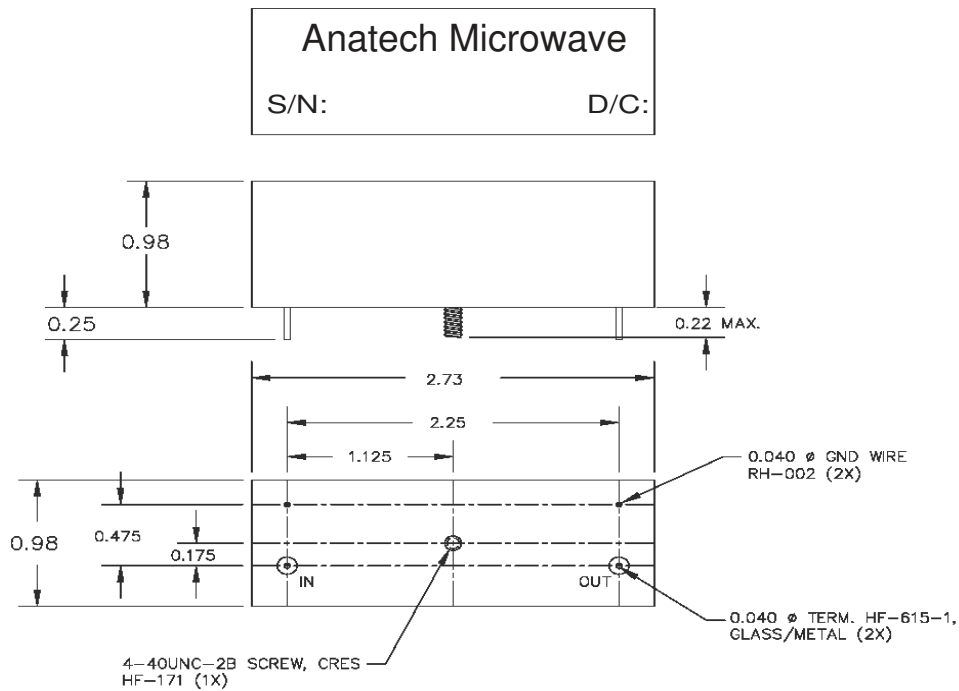 Anatech Microwave
S/N: D/C:
0.98
0.25
0.22 MAX.
2.73
2.25
1.125
0.040 ø GND WIRE
RH-002 (2X)
0.98
0.475
0.175
IN
OUT
0.040 ø TERM. HF-615-1,
GLASS/METAL (2X)
4-40UNC-2B SCREW, CRES
HF-171 (1X)